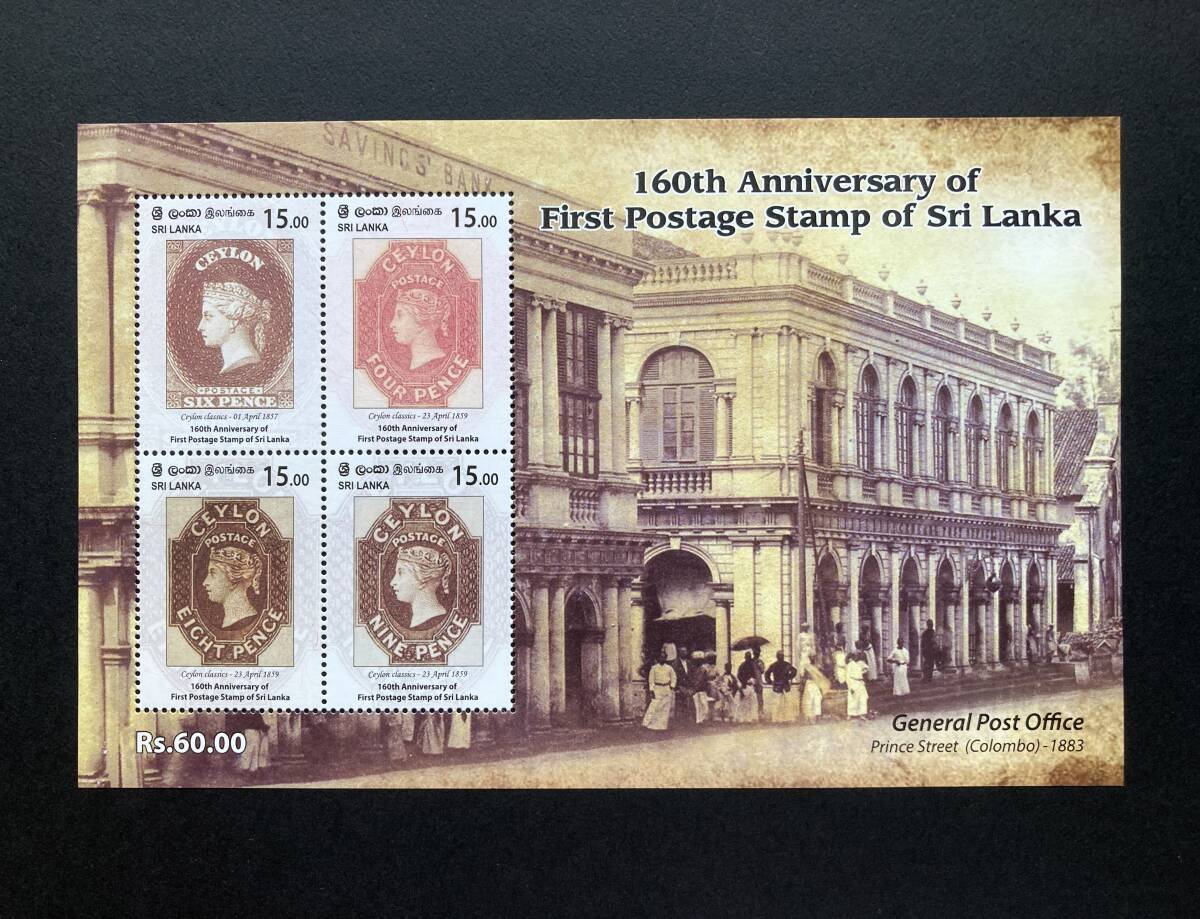 SAVINGS' BANK
160th Anniversary of
First Postage Stamp of Sri Lanka
ශ්‍රී ලංකා இலங்கை 15.00
SRI LANKA
CEYLON
POSTAGE
SIX PENCE
Ceylon classics - 01 April 1857
160th Anniversary of
First Postage Stamp of Sri Lanka
ශ්‍රී ලංකා இலங்கை 15.00
SRI LANKA
CEYLON
POSTAGE
FOUR PENCE
Ceylon classics - 23 April 1859
160th Anniversary of
First Postage Stamp of Sri Lanka
ශ්‍රී ලංකා இலங்கை 15.00
SRI LANKA
CEYLON
POSTAGE
EIGHT PENCE
Ceylon classics - 23 April 1859
160th Anniversary of
First Postage Stamp of Sri Lanka
ශ්‍රී ලංකා இலங்கை 15.00
SRI LANKA
CEYLON
POSTAGE
NINE PENCE
Ceylon classics - 23 April 1859
160th Anniversary of
First Postage Stamp of Sri Lanka
Rs.60.00
General Post Office
Prince Street (Colombo) - 1883